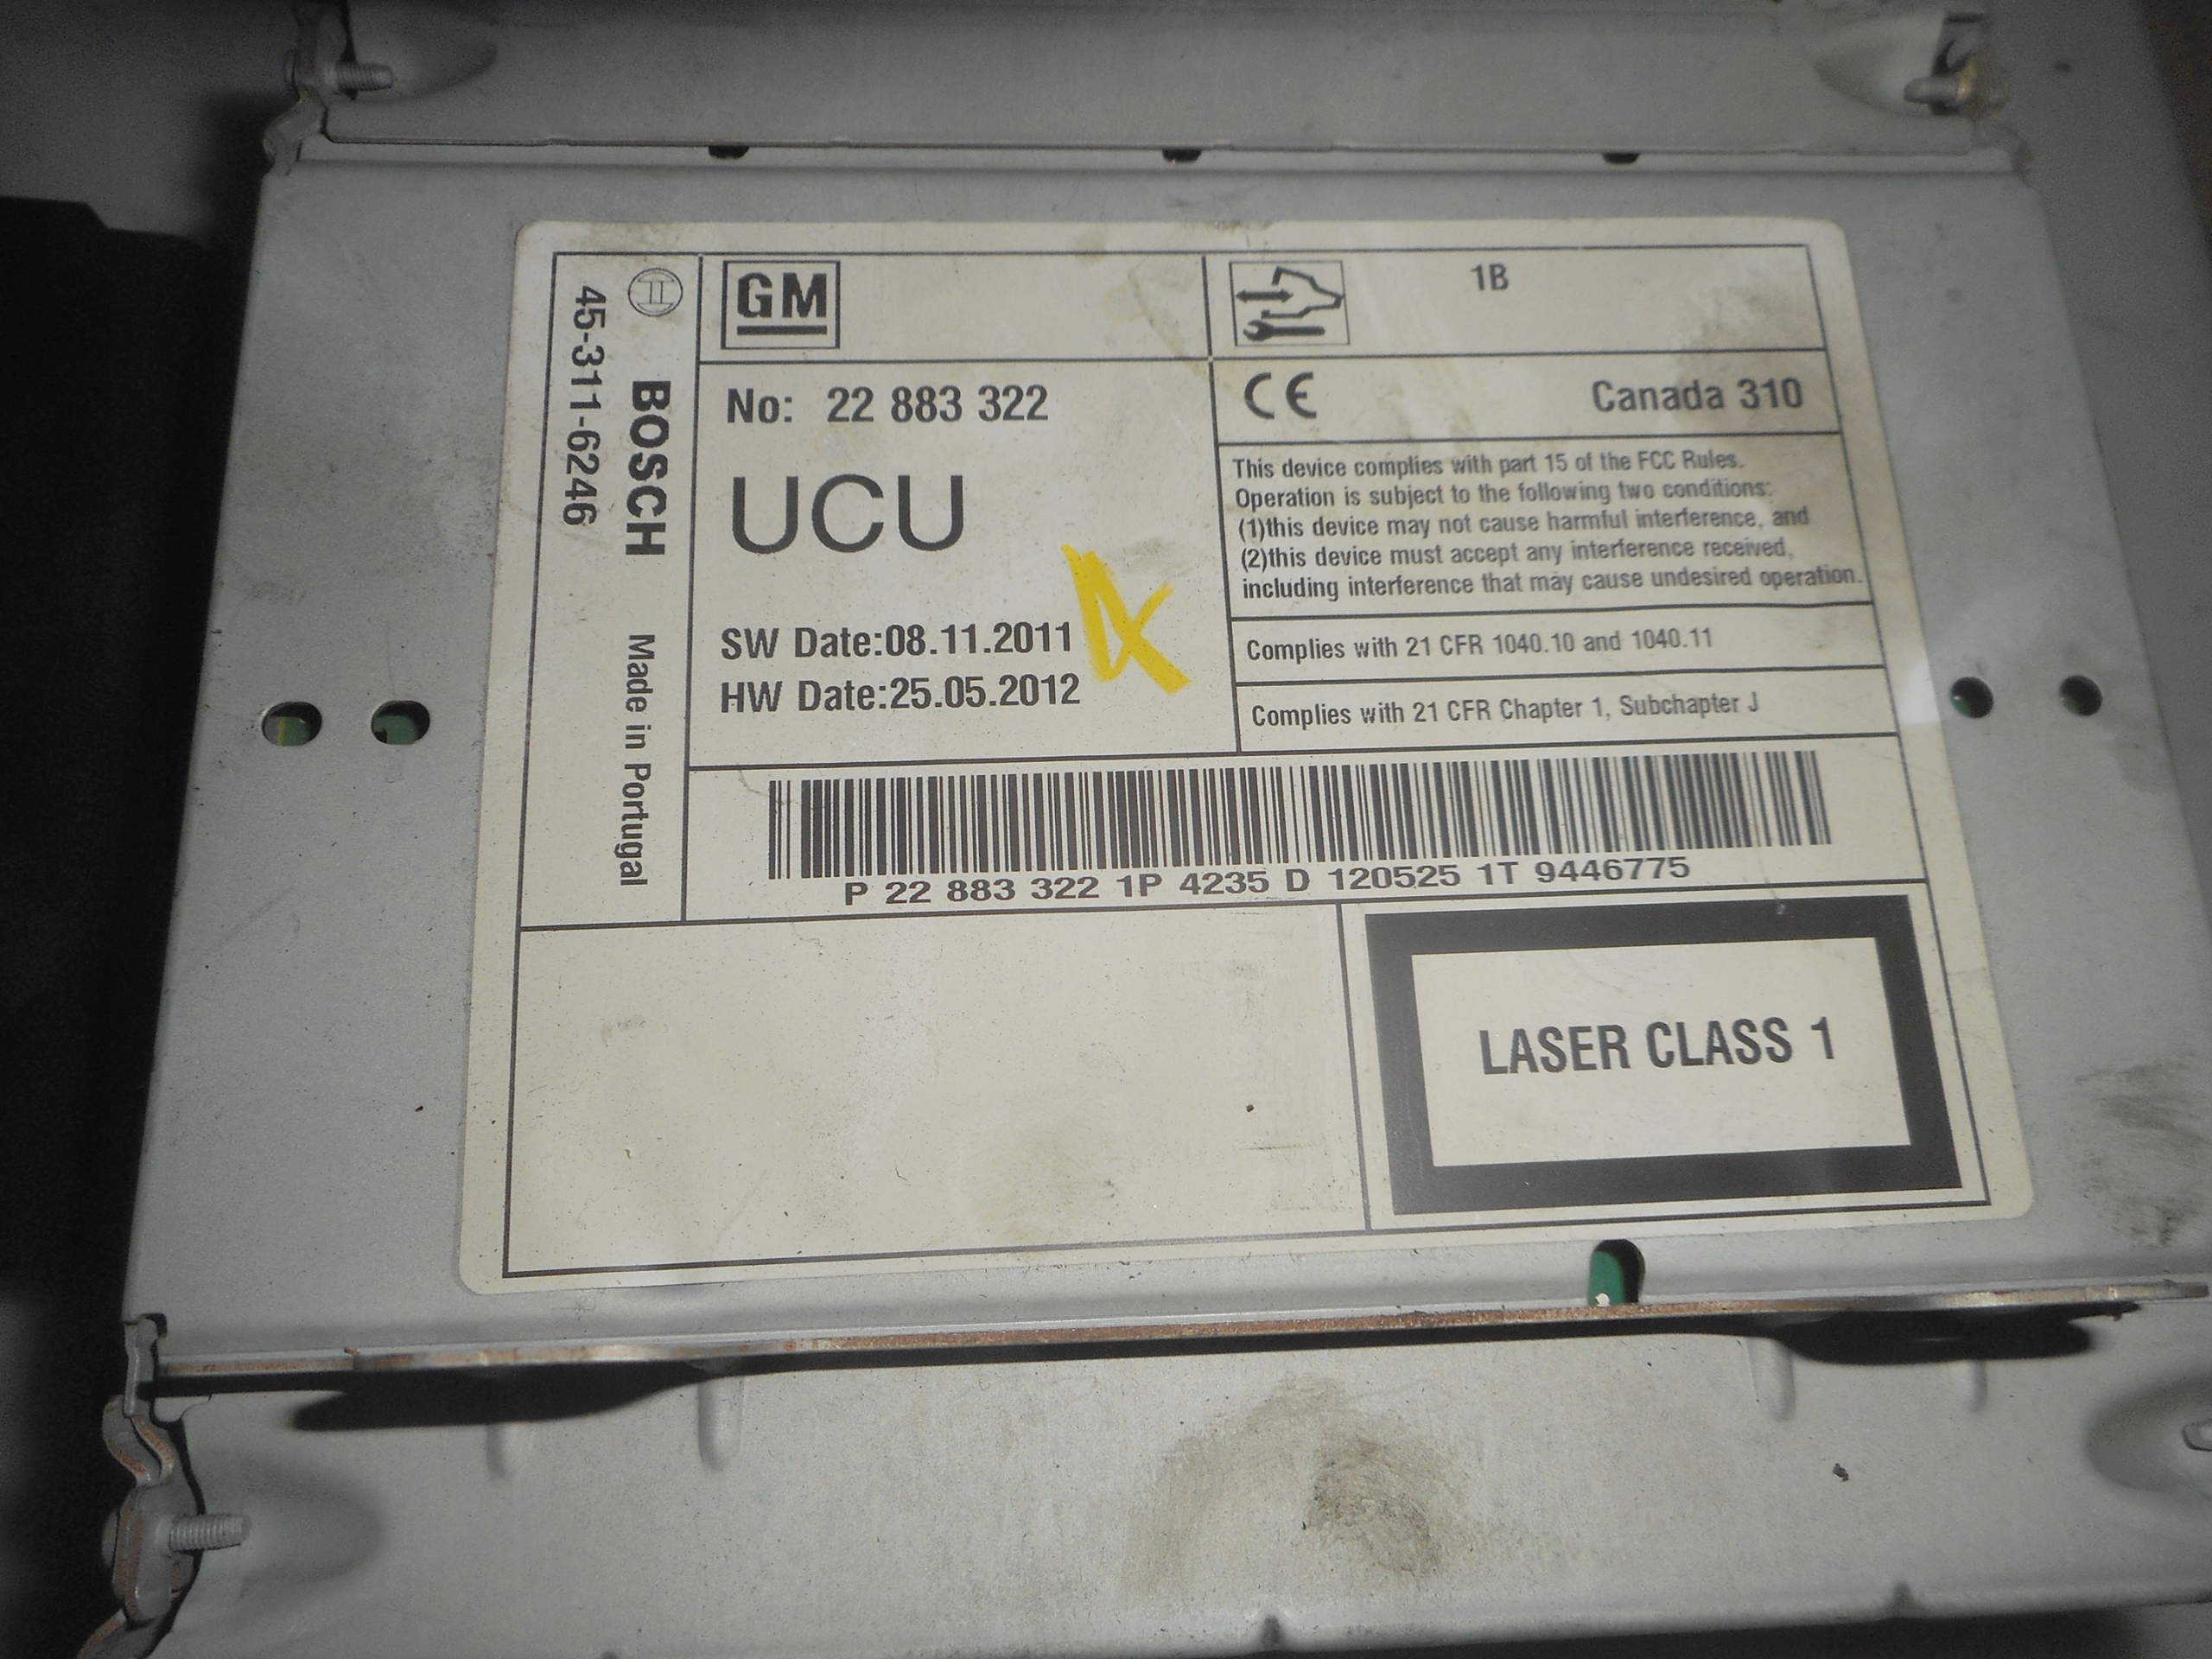 BOSCH Made in Portugal
45-311-6246
GM
1B
No: 22 883 322
UCU
SW Date:08.11.2011
HW Date:25.05.2012
CE
Canada 310
This device complies with part 15 of the FCC Rules.
Operation is subject to the following two conditions:
(1)this device may not cause harmful interference, and
(2)this device must accept any interference received,
including interference that may cause undesired operation.
Complies with 21 CFR 1040.10 and 1040.11
Complies with 21 CFR Chapter 1, Subchapter J
P 22 883 322 1P 4235 D 120525 1T 9446775
LASER CLASS 1